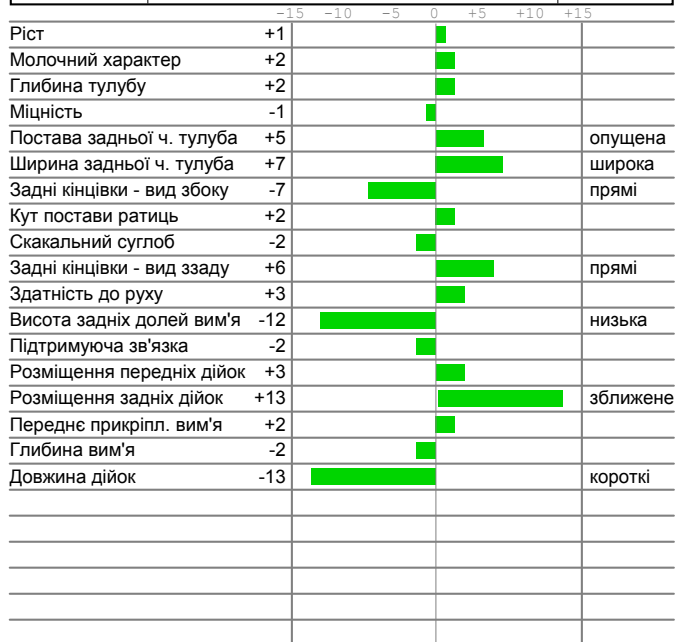 -15 -10 -5 0 +5 +10 +15
Ріст +1
Молочний характер +2
Глибина тулубу +2
Міцність -1
Постава задньої ч. тулуба +5 опущена
Ширина задньої ч. тулуба +7 широка
Задні кінцівки - вид збоку -7 прямі
Кут постави ратиць +2
Скакальний суглоб -2
Задні кінцівки - вид ззаду +6 прямі
Здатність до руху +3
Висота задніх долей вим'я -12 низька
Підтримуюча зв'язка -2
Розміщення передніх дійок +3
Розміщення задніх дійок +13 зближене
Переднє прикріпл. вим'я +2
Глибина вим'я -2
Довжина дійок -13 короткі